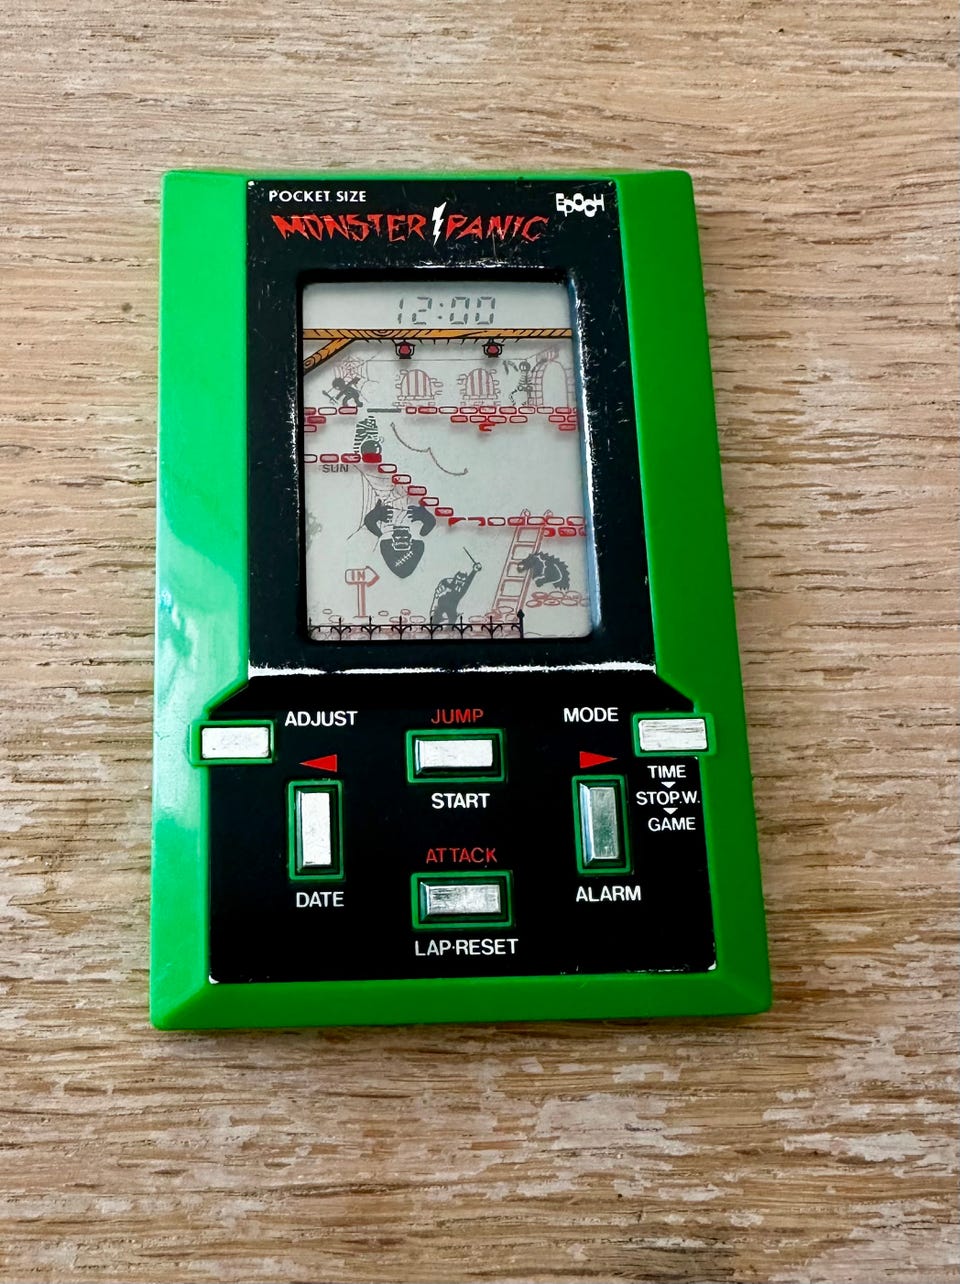 POCKET SIZE
EPOCH
MONSTER PANIC
12:00
SUN
IN
ADJUST
JUMP
MODE
START
TIME
STOP.W.
GAME
ATTACK
DATE
ALARM
LAP·RESET